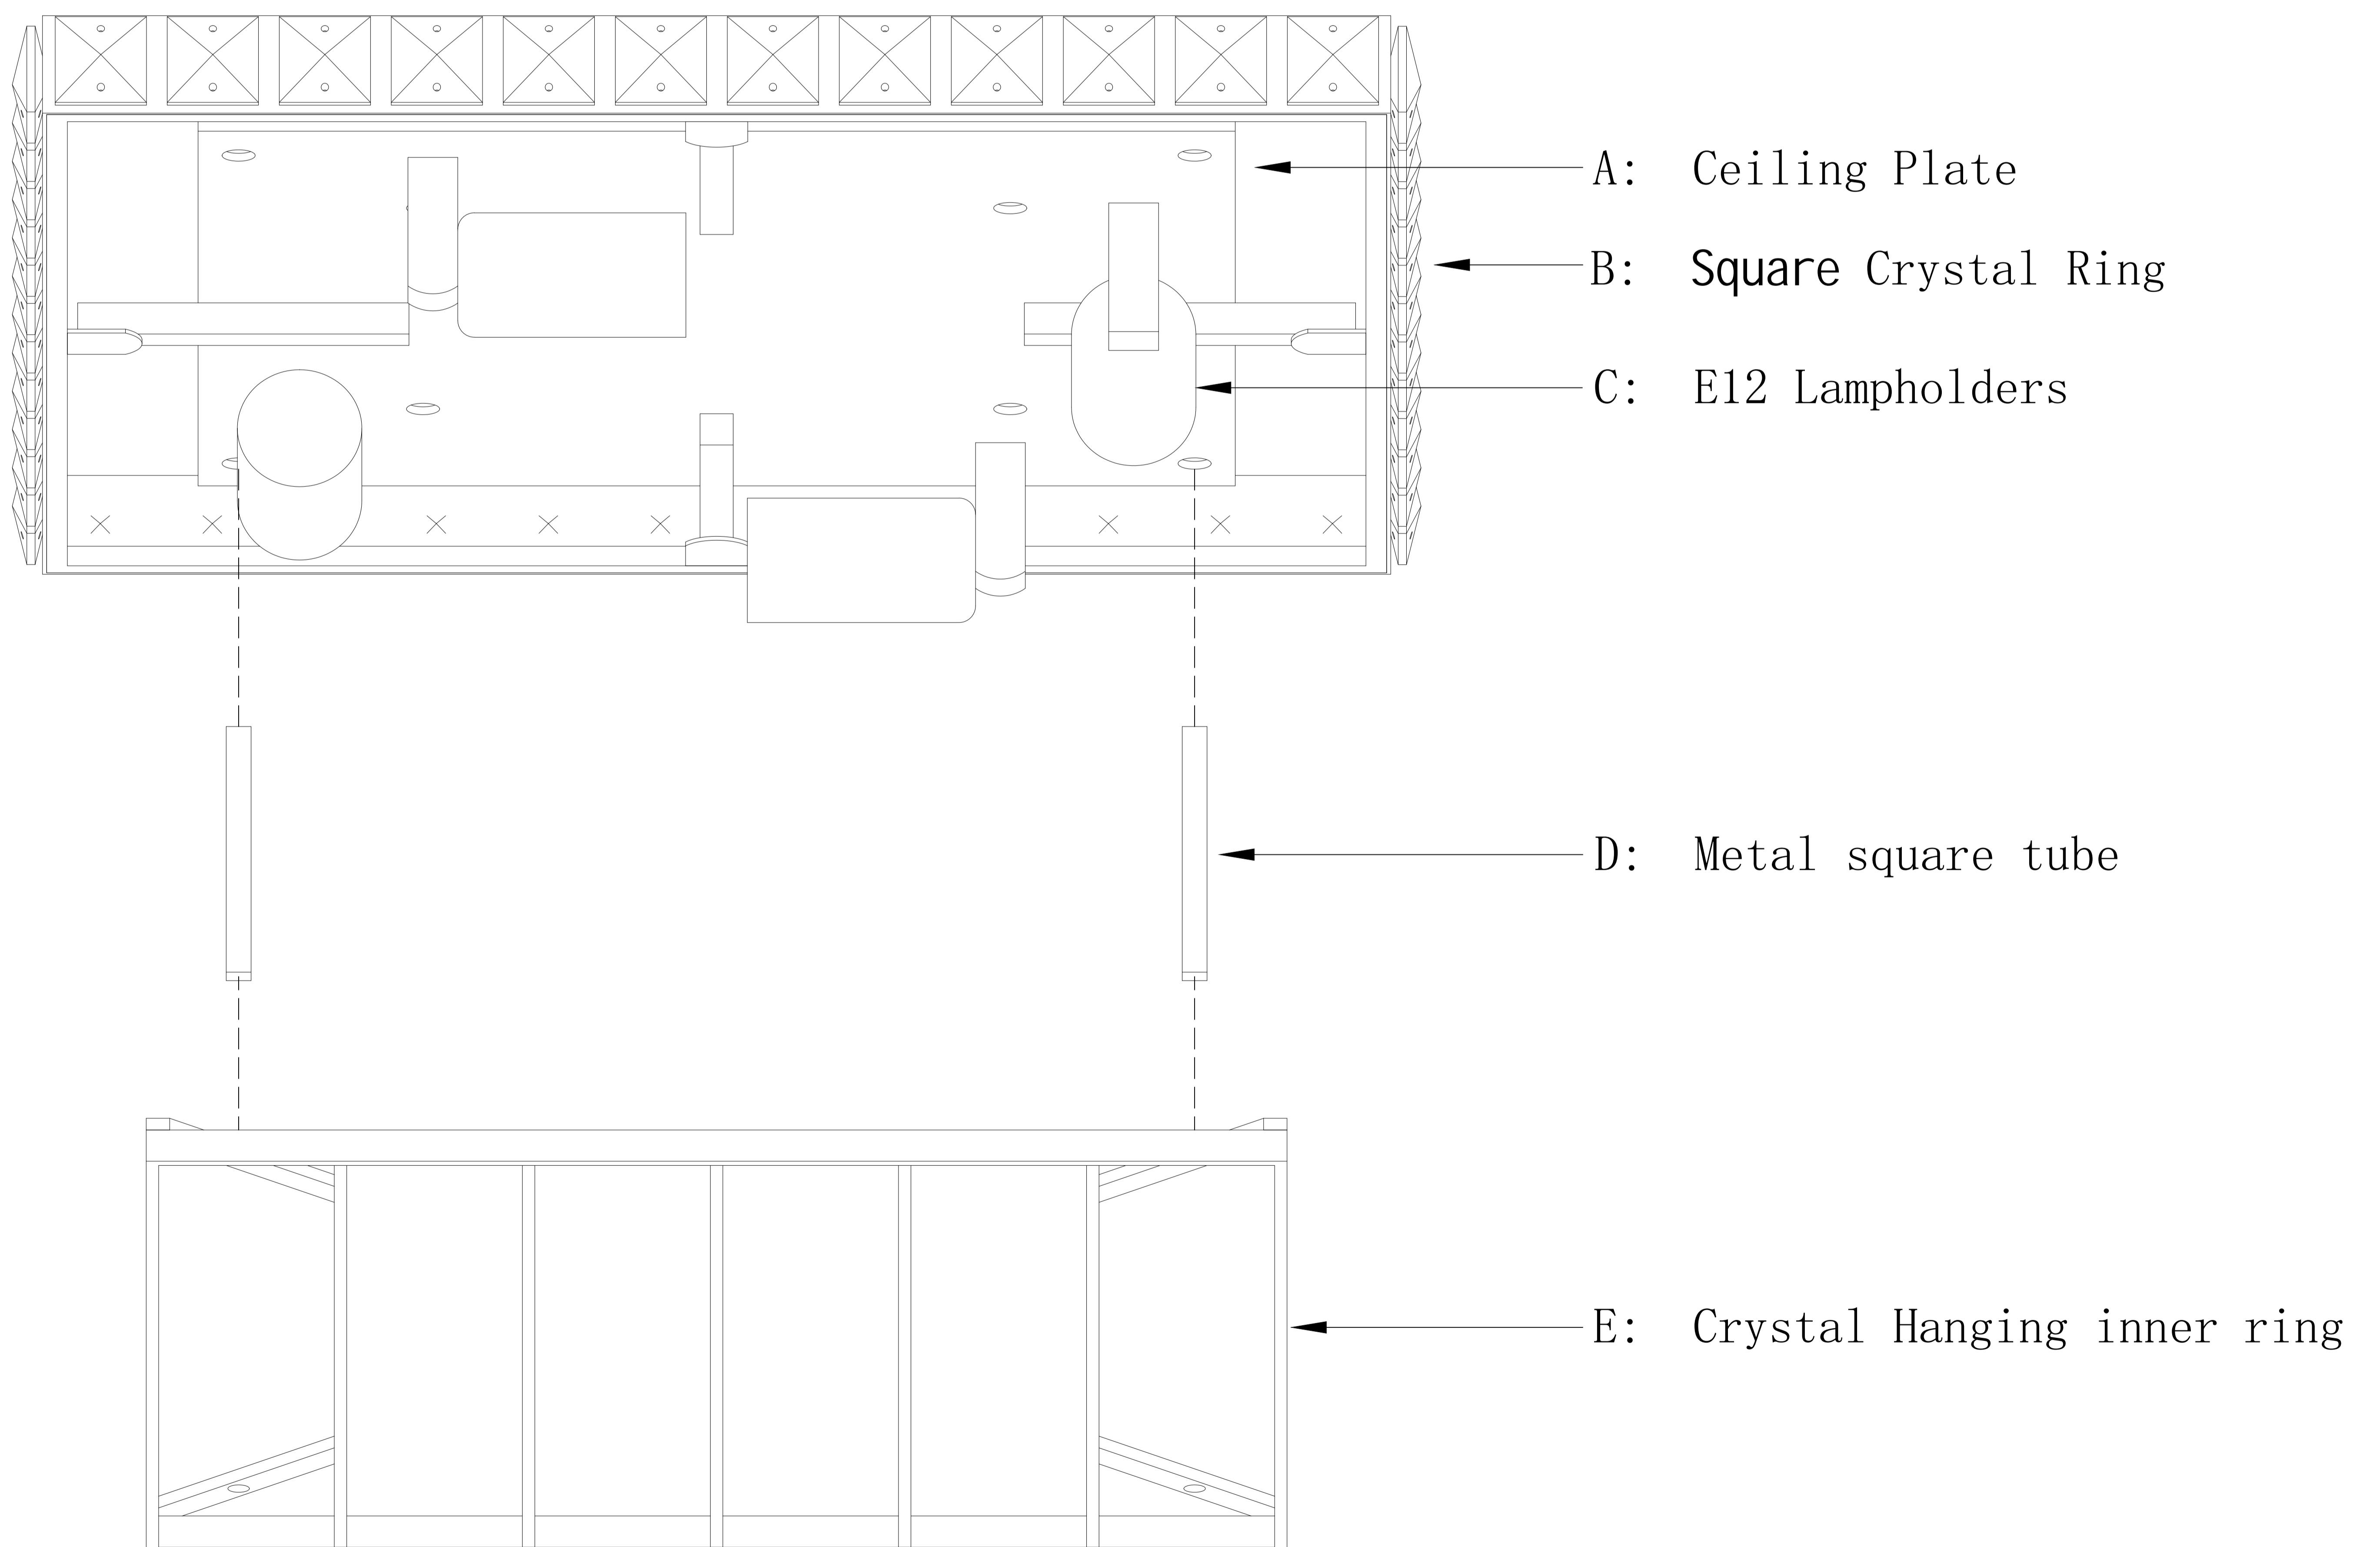 A: Ceiling Plate
B: Square Crystal Ring
C: E12 Lampholders
D: Metal square tube
E: Crystal Hanging inner ring